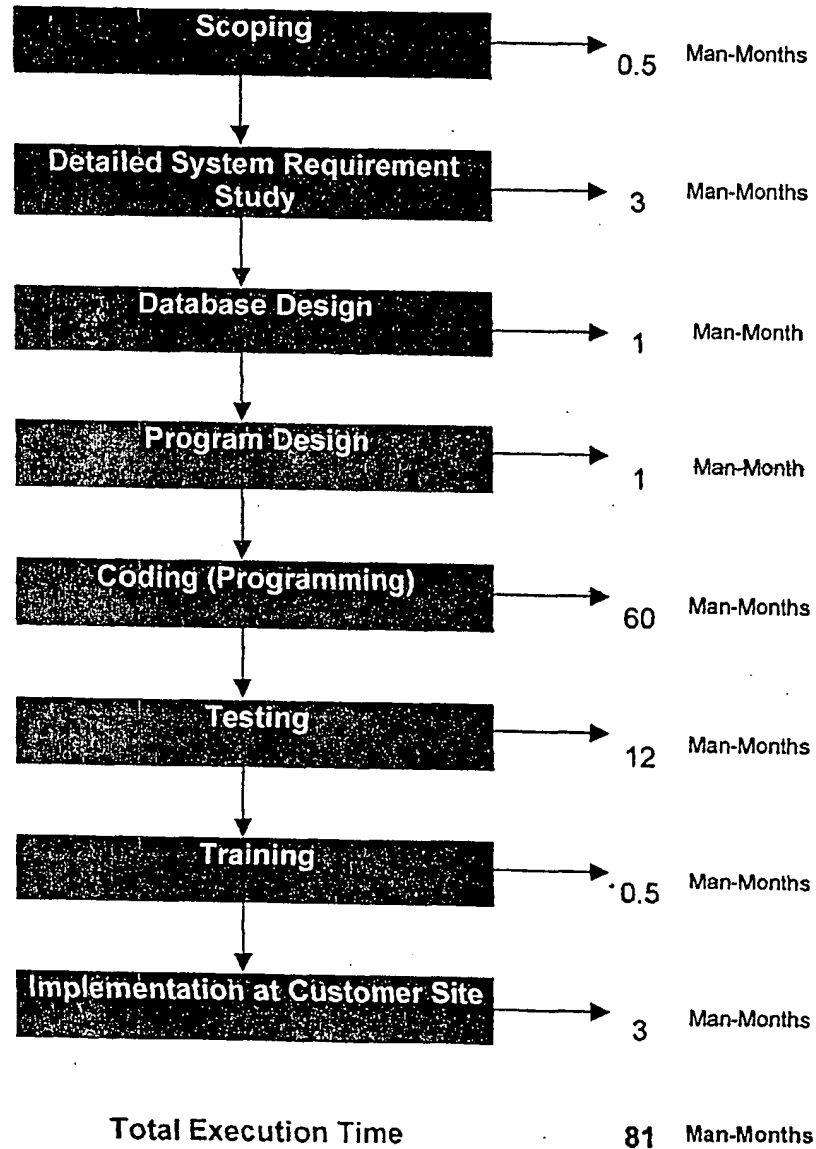 Scoping
0.5 Man-Months
Detailed System Requirement
Study
3 Man-Months
Database Design
1 Man-Month
Program Design
1 Man-Month
Coding (Programming)
60 Man-Months
Testing
12 Man-Months
Training
0.5 Man-Months
Implementation at Customer Site
3 Man-Months
Total Execution Time 81 Man-Months